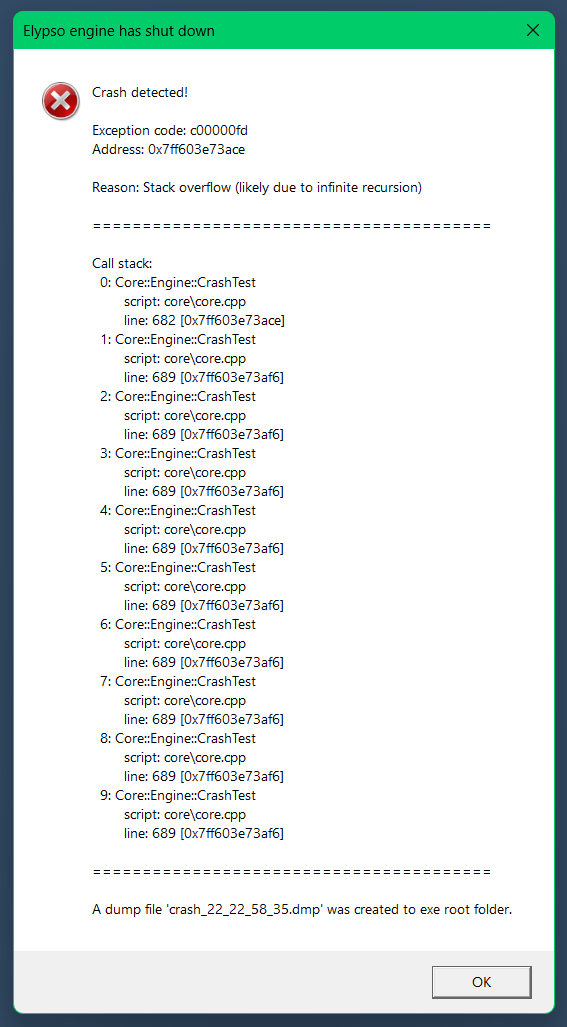 Elypso engine has shut down
Crash detected!
Exception code: c00000fd
Address: 0x7ff603e73ace
Reason: Stack overflow (likely due to infinite recursion)
========================================
Call stack:
0: Core::Engine::CrashTest
script: core\core.cpp
line: 682 [0x7ff603e73ace]
1: Core::Engine::CrashTest
script: core\core.cpp
line: 689 [0x7ff603e73af6]
2: Core::Engine::CrashTest
script: core\core.cpp
line: 689 [0x7ff603e73af6]
3: Core::Engine::CrashTest
script: core\core.cpp
line: 689 [0x7ff603e73af6]
4: Core::Engine::CrashTest
script: core\core.cpp
line: 689 [0x7ff603e73af6]
5: Core::Engine::CrashTest
script: core\core.cpp
line: 689 [0x7ff603e73af6]
6: Core::Engine::CrashTest
script: core\core.cpp
line: 689 [0x7ff603e73af6]
7: Core::Engine::CrashTest
script: core\core.cpp
line: 689 [0x7ff603e73af6]
8: Core::Engine::CrashTest
script: core\core.cpp
line: 689 [0x7ff603e73af6]
9: Core::Engine::CrashTest
script: core\core.cpp
line: 689 [0x7ff603e73af6]
========================================
A dump file 'crash_22_22_58_35.dmp' was created to exe root folder.
OK